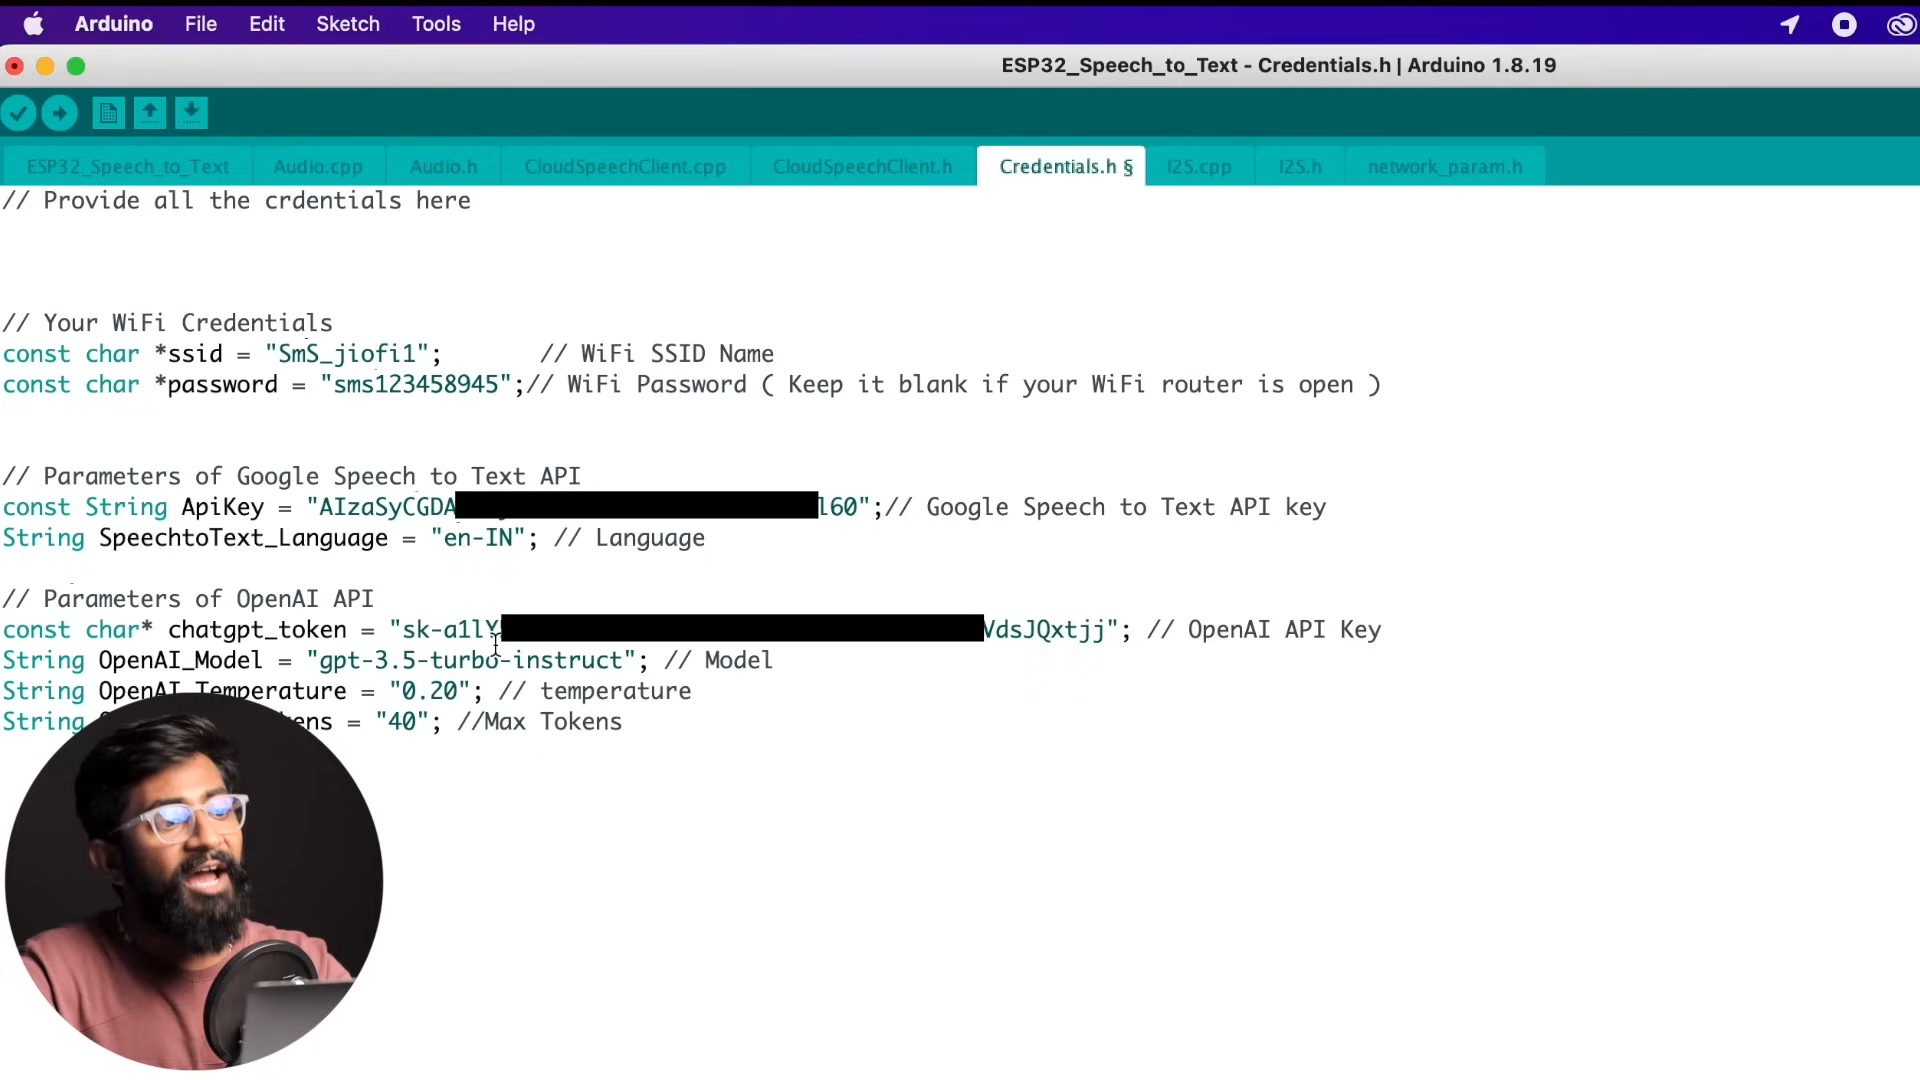 Arduino File Edit Sketch Tools Help
ESP32_Speech_to_Text - Credentials.h | Arduino 1.8.19
ESP32_Speech_to_Text Audio.cpp Audio.h CloudSpeechClient.cpp CloudSpeechClient.h Credentials.h § I2S.cpp I2S.h network_param.h
// Provide all the crdentials here
// Your WiFi Credentials
const char *ssid = "SmS_jiofi1"; // WiFi SSID Name
const char *password = "sms123458945";// WiFi Password ( Keep it blank if your WiFi router is open )
// Parameters of Google Speech to Text API
const String ApiKey = "AIzaSyCGDA l60";// Google Speech to Text API key
String SpeechtoText_Language = "en-IN"; // Language
// Parameters of OpenAI API
const char* chatgpt_token = "sk-a1lY VdsJQxtjj"; // OpenAI API Key
String OpenAI_Model = "gpt-3.5-turbo-instruct"; // Model
String OpenAI_Temperature = "0.20"; // temperature
String kens = "40"; //Max Tokens